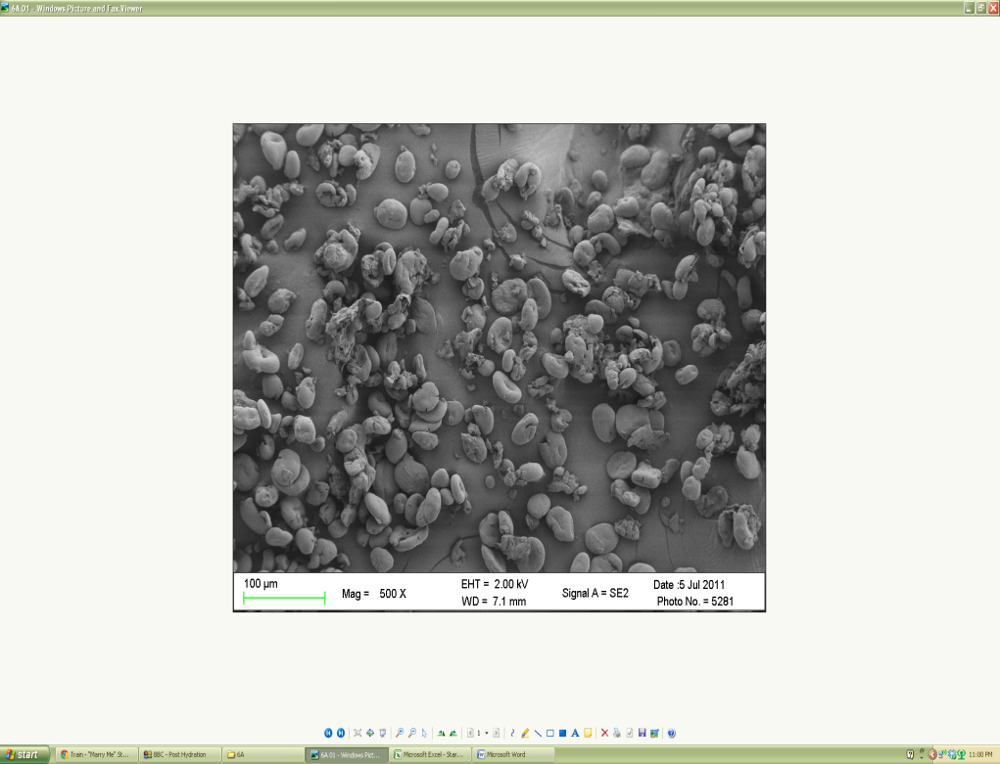 6A 01 - Windows Picture and Fax Viewer
100 µm
Mag = 500 X
EHT = 2.00 kV
WD = 7.1 mm
Signal A = SE2
Date :5 Jul 2011
Photo No. = 5281
1
A
start
Train - "Marry Me" St...
BBC - Post Hydration
6A
6A 01 - Windows Pict...
Microsoft Excel - Star...
Microsoft Word
11:00 PM